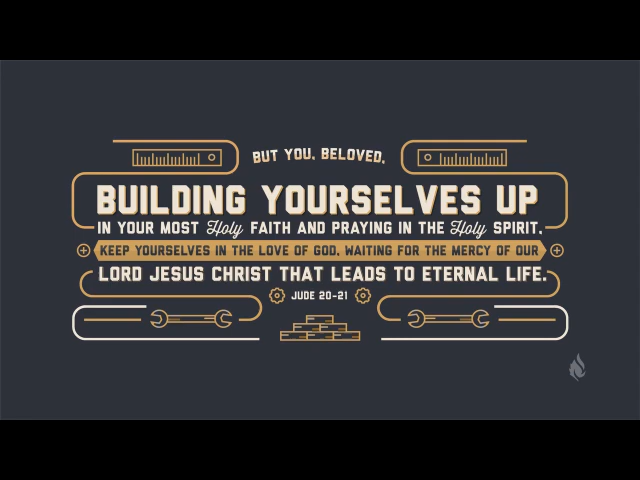 BUT YOU, BELOVED,
BUILDING YOURSELVES UP
IN YOUR MOST Holy FAITH AND PRAYING IN THE Holy SPIRIT,
KEEP YOURSELVES IN THE LOVE OF GOD, WAITING FOR THE MERCY OF OUR
LORD JESUS CHRIST THAT LEADS TO ETERNAL LIFE.
JUDE 20-21